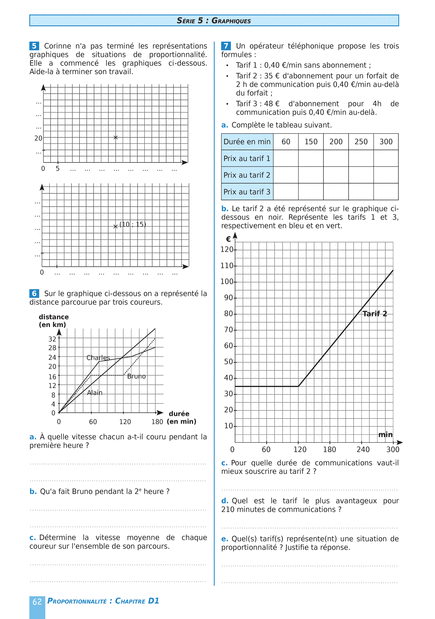 SÉRIE 5 : GRAPHIQUES
5 Corinne n'a pas terminé les représentations
graphiques de situations de proportionnalité.
Elle a commencé les graphiques ci-dessous.
Aide-la à terminer son travail.
...
...
...
20
...
0 5 ... ... ... ... ... ... ... ...
...
...
(10 ; 15)
...
...
0 ... ... ... ... ... ... ... ... ...
6 Sur le graphique ci-dessous on a représenté la
distance parcourue par trois coureurs.
distance
(en km)
32
28
24
20
16
12
8
4
0
Charles
Bruno
Alain
0 60 120 180
durée
(en min)
a. À quelle vitesse chacun a-t-il couru pendant la
première heure ?
b. Qu'a fait Bruno pendant la 2e heure ?
c. Détermine la vitesse moyenne de chaque
coureur sur l'ensemble de son parcours.
7 Un opérateur téléphonique propose les trois
formules :
• Tarif 1 : 0,40 €/min sans abonnement ;
• Tarif 2 : 35 € d'abonnement pour un forfait de
2 h de communication puis 0,40 €/min au-delà
du forfait ;
• Tarif 3 : 48 € d'abonnement pour 4h de
communication puis 0,40 €/min au-delà.
a. Complète le tableau suivant.
Durée en min 60 150 200 250 300
Prix au tarif 1
Prix au tarif 2
Prix au tarif 3
b. Le tarif 2 a été représenté sur le graphique ci-
dessous en noir. Représente les tarifs 1 et 3,
respectivement en bleu et en vert.
€
120
110
100
90
80
70
60
50
40
30
20
10
Tarif 2
min
0 60 120 180 240 300
c. Pour quelle durée de communications vaut-il
mieux souscrire au tarif 2 ?
d. Quel est le tarif le plus avantageux pour
210 minutes de communications ?
e. Quel(s) tarif(s) représente(nt) une situation de
proportionnalité ? Justifie ta réponse.
62 PROPORTIONNALITÉ : CHAPITRE D1